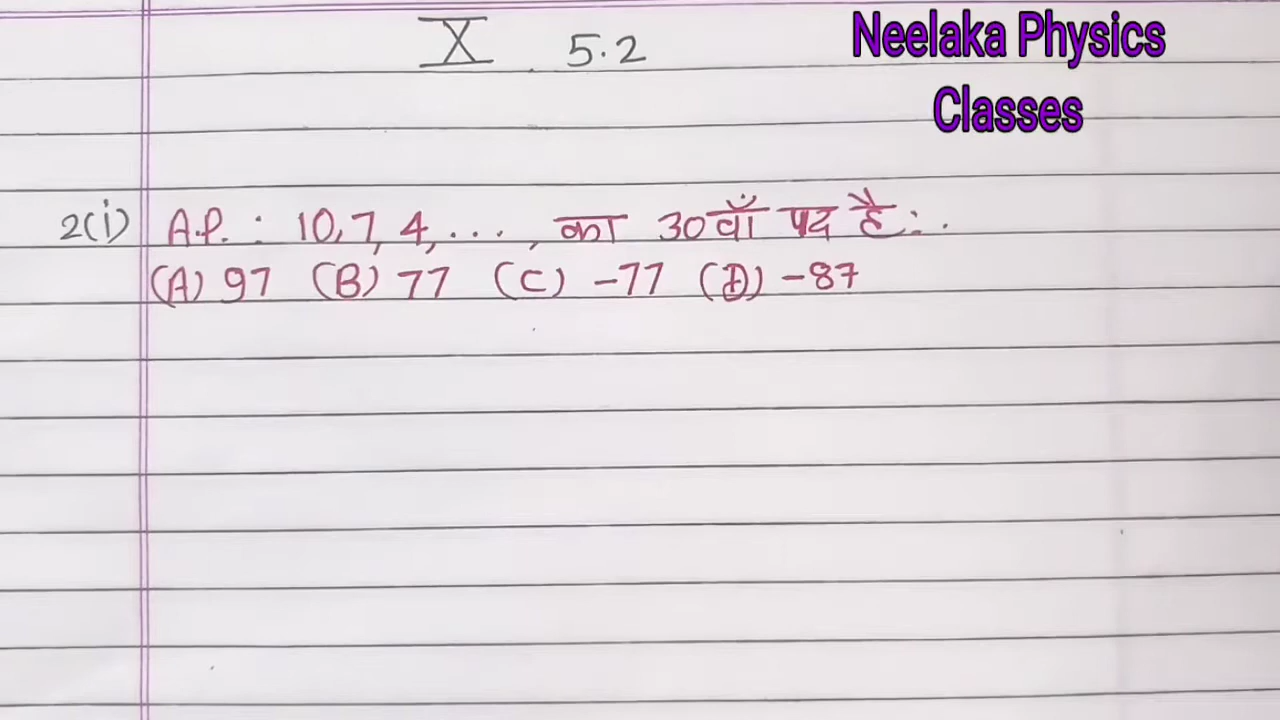 X 5.2
Neelaka Physics
Classes
2(i) A.P. : 10, 7, 4, ... , का 30वाँ पद है :.
(A) 97 (B) 77 (C) -77 (D) -87